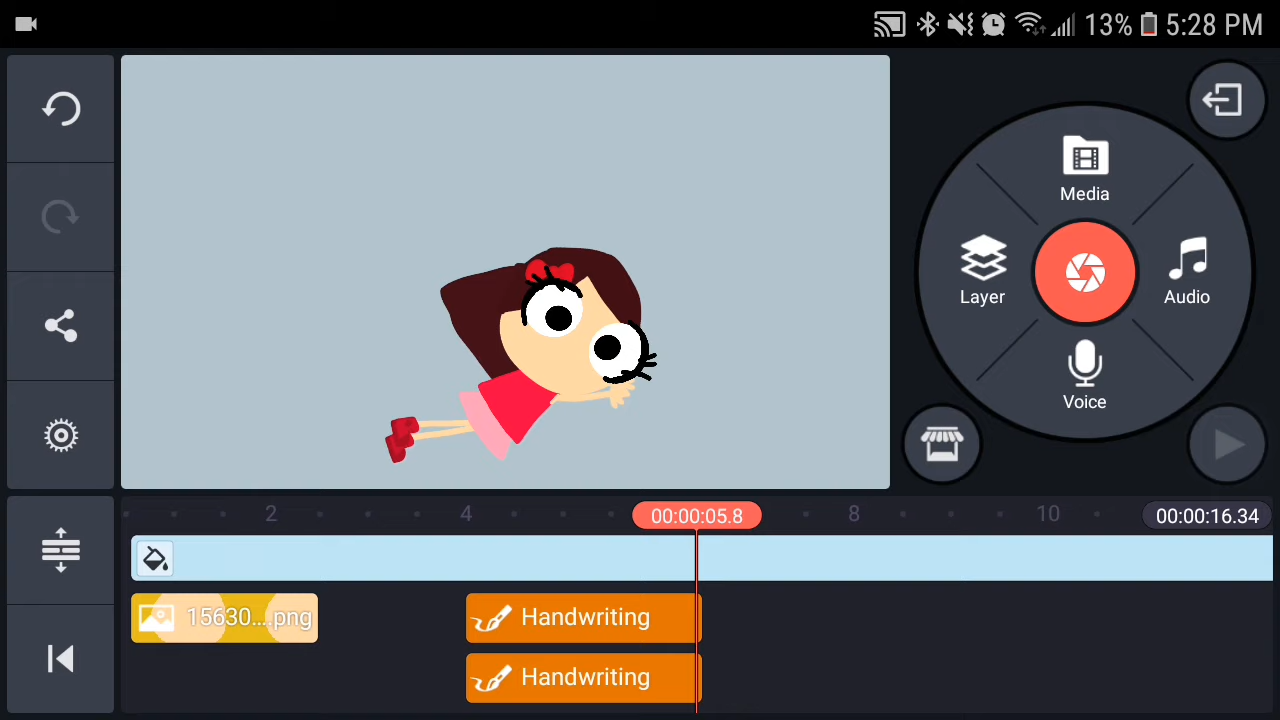 13% 5:28 PM
Media
Layer
Audio
Voice
2 4 00:00:05.8 8 10 00:00:16.34
15630....png
Handwriting
Handwriting